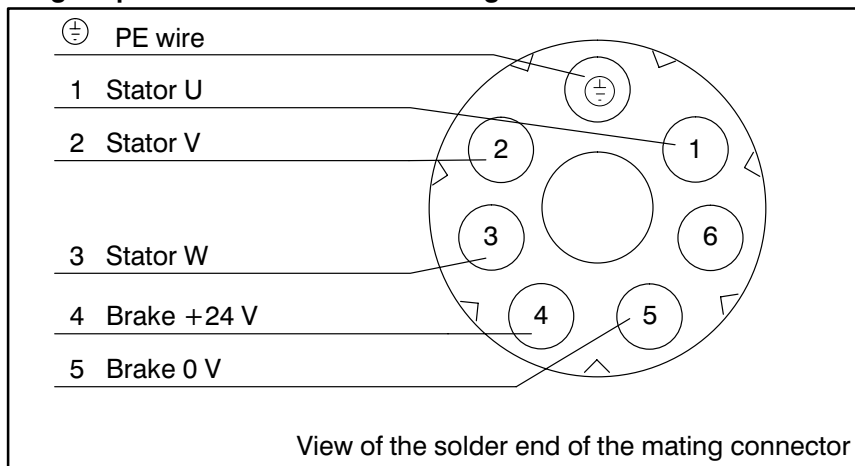 PE wire
1 Stator U
2 Stator V
3 Stator W
4 Brake +24 V
5 Brake 0 V
2
1
3
6
4
5
View of the solder end of the mating connector